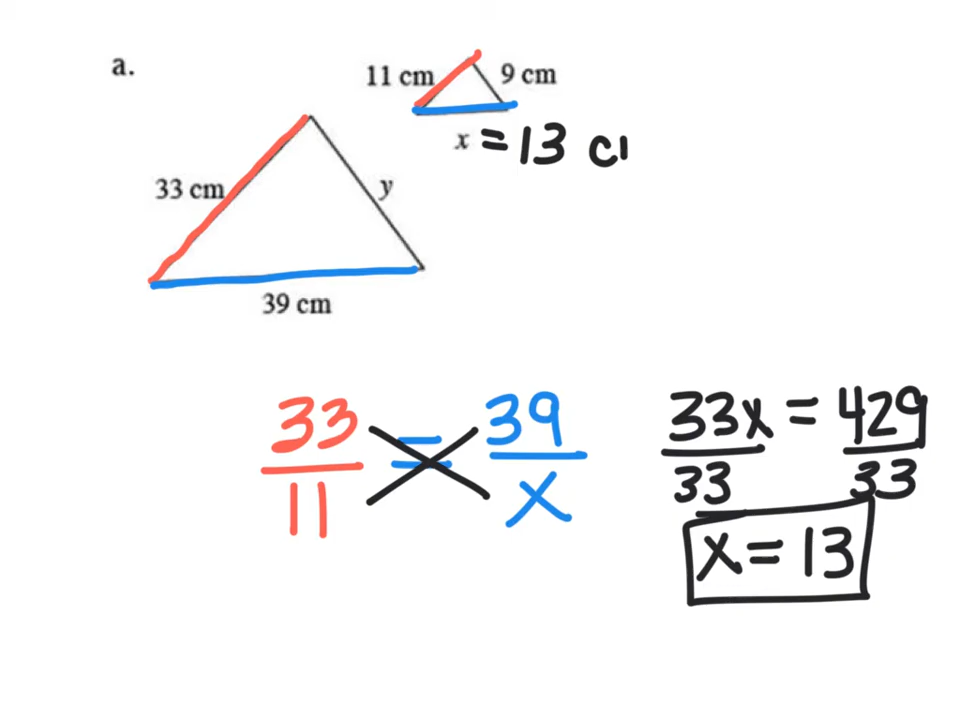 a.
11 cm
9 cm
x = 13 c
33 cm
y
39 cm
33/11 = 39/x
33x/33 = 429/33
x = 13